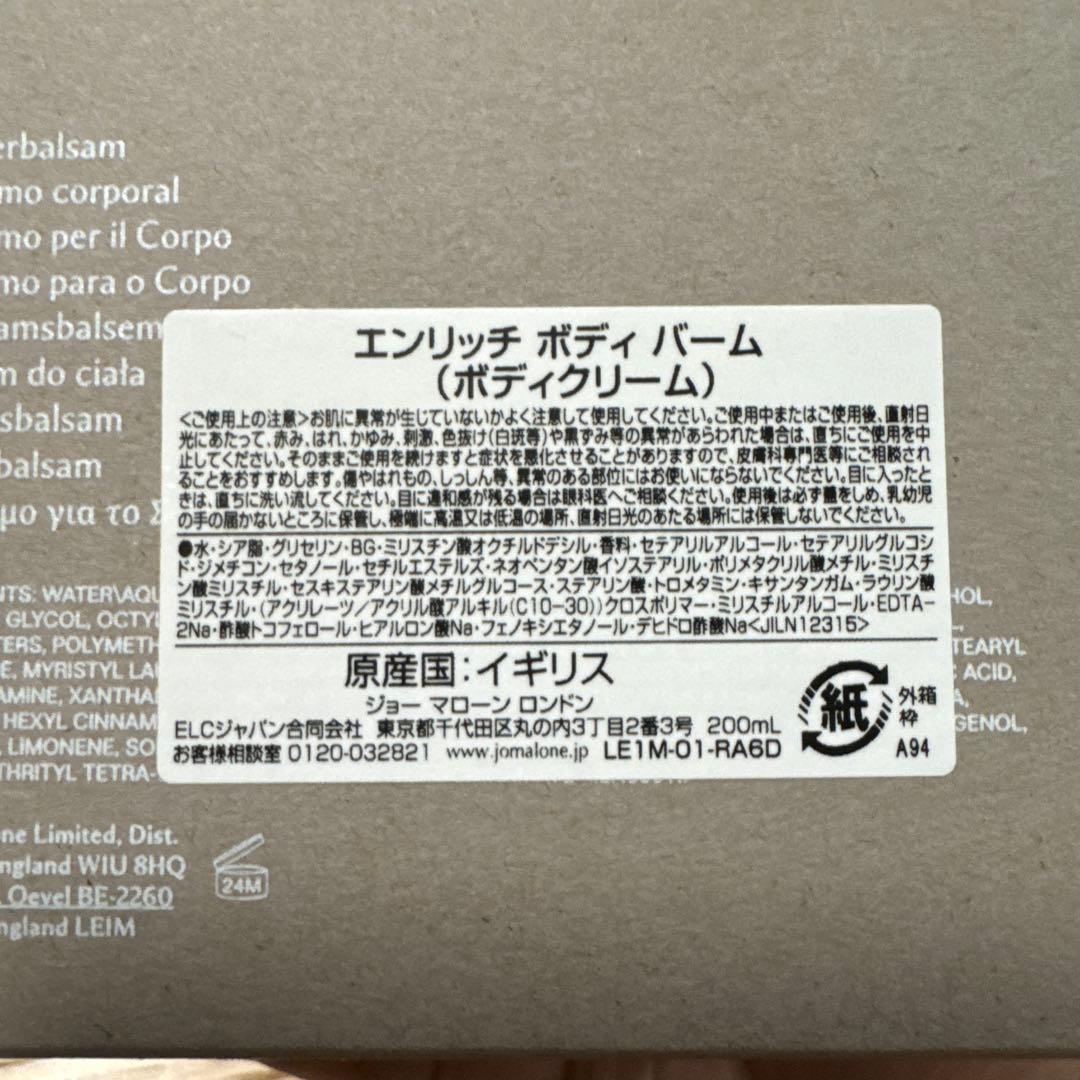 erbalsam
mo corporal
mo per il Corpo
mo para o Corpo
amsbalsem
m do ciała
sbalsam
balsam
μο για το Σ
エンリッチ ボディ バーム
(ボディクリーム)
<ご使用上の注意>お肌に異常が生じていないかよく注意して使用してください。ご使用中またはご使用後、直射日
光にあたって、赤み、はれ、かゆみ、刺激、色抜け(白斑等)や黒ずみ等の異常があらわれた場合は、直ちにご使用を中
止してください。そのままご使用を続けますと症状を悪化させることがありますので、皮膚科専門医等にご相談され
ることをおすすめします。傷やはれもの、しっしん等、異常のある部位にはお使いにならないでください。目に入ったと
きは、直ちに洗い流してください。目に違和感が残る場合は眼科医へご相談ください。使用後は必ず蓋をしめ、乳幼児
の手の届かないところに保管し、極端に高温又は低温の場所、直射日光のあたる場所には保管しないでください。
●水・シア脂・グリセリン・BG・ミリスチン酸オクチルドデシル・香料・セテアリルアルコール・セテアリルグルコシ
ド・ジメチコン・セタノール・セチルエステルズ・ネオペンタン酸イソステアリル・ポリメタクリル酸メチル・ミリスチ
ン酸ミリスチル・セスキステアリン酸メチルグルコース・ステアリン酸・トロメタミン・キサンタンガム・ラウリン酸
ミリスチル・(アクリレーツ/アクリル酸アルキル(C10-30))クロスポリマー・ミリスチルアルコール・EDTA-
2Na・酢酸トコフェロール・ヒアルロン酸Na・フェノキシエタノール・デヒドロ酢酸Na<JILN12315>
原産国:イギリス
ジョー マローン ロンドン
ELCジャパン合同会社 東京都千代田区丸の内3丁目2番3号 200mL
お客様相談室 0120-032821 www.jomalone.jp LE1M-01-RA6D
紙
外箱
枠
A94
NTS: WATER\AQU HOL,
GLYCOL, OCTYL
TERS, POLYMETH TEARYL
E, MYRISTYL LA ACID,
AMINE, XANTHA A,
HEXYL CINNAM GENOL,
, LIMONENE, SO
THRITYL TETRA-
ne Limited, Dist.
ngland W1U 8HQ
Oevel BE-2260
ngland LE1M
24M